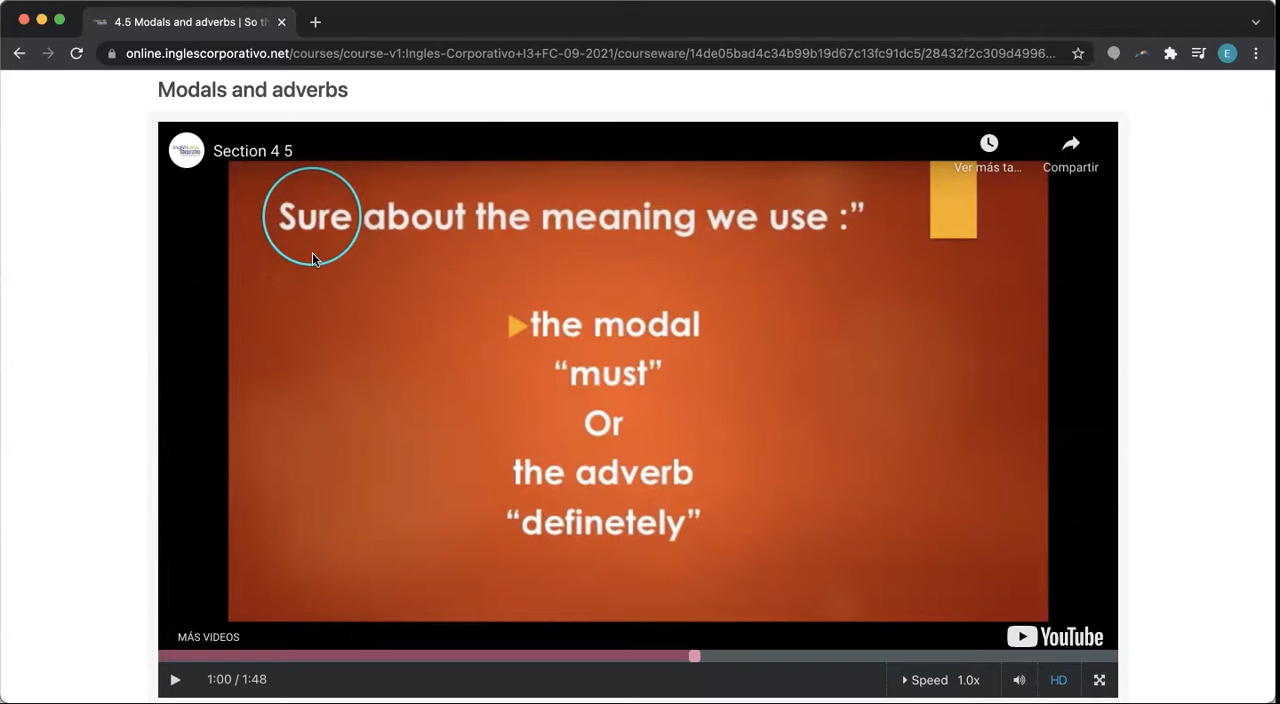 4.5 Modals and adverbs | So th
online.inglescorporativo.net/courses/course-v1:Ingles-Corporativo+I3+FC-09-2021/courseware/14de05bad4c34b99b19d67c13fc91dc5/28432f2c309d4996...
E
Modals and adverbs
Section 4 5
Ver más ta...
Compartir
Sure about the meaning we use :”
the modal
“must”
Or
the adverb
“definetely”
MÁS VIDEOS
YouTube
1:00 / 1:48
Speed 1.0x
HD